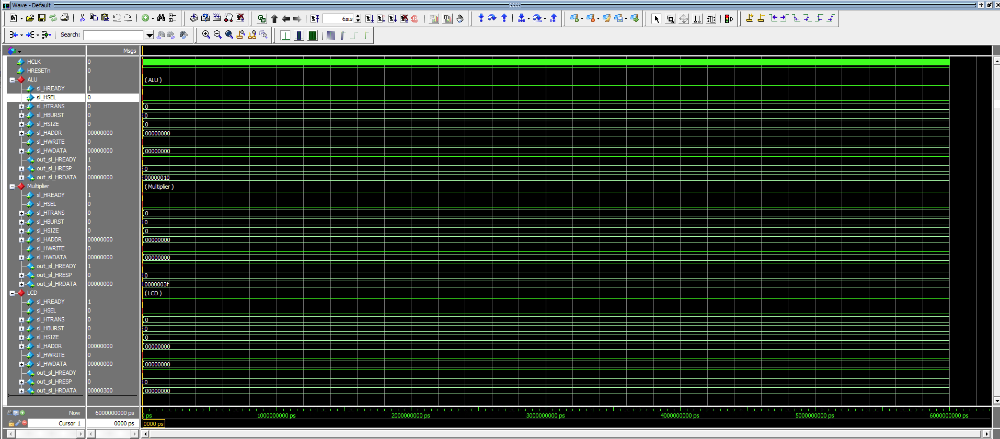 Wave - Default
6ms
Search:
Msgs
HCLK 0
HRESETn 0
ALU ( ALU )
sl_HREADY 1
sl_HSEL 0
sl_HTRANS 0 0
sl_HBURST 0 0
sl_HSIZE 0 0
sl_HADDR 00000000 00000000
sl_HWRITE 0
sl_HWDATA 00000000 00000000
out_sl_HREADY 1
out_sl_HRESP 0 0
out_sl_HRDATA 00000000 00000010
Multiplier ( Multiplier )
sl_HREADY 1
sl_HSEL 0
sl_HTRANS 0 0
sl_HBURST 0 0
sl_HSIZE 0 0
sl_HADDR 00000000 00000000
sl_HWRITE 0
sl_HWDATA 00000000 00000000
out_sl_HREADY 1
out_sl_HRESP 0 0
out_sl_HRDATA 00000000 0000003f
LCD ( LCD )
sl_HREADY 1
sl_HSEL 0
sl_HTRANS 0 0
sl_HBURST 0 0
sl_HSIZE 0 0
sl_HADDR 00000000 00000000
sl_HWRITE 0
sl_HWDATA 00000000 00000000
out_sl_HREADY 1
out_sl_HRESP 0 0
out_sl_HRDATA 00000300 00000000
Now 6000000000 ps 0 ps 1000000000 ps 2000000000 ps 3000000000 ps 4000000000 ps 5000000000 ps 6000000000 ps
Cursor 1 0000 ps 0000 ps